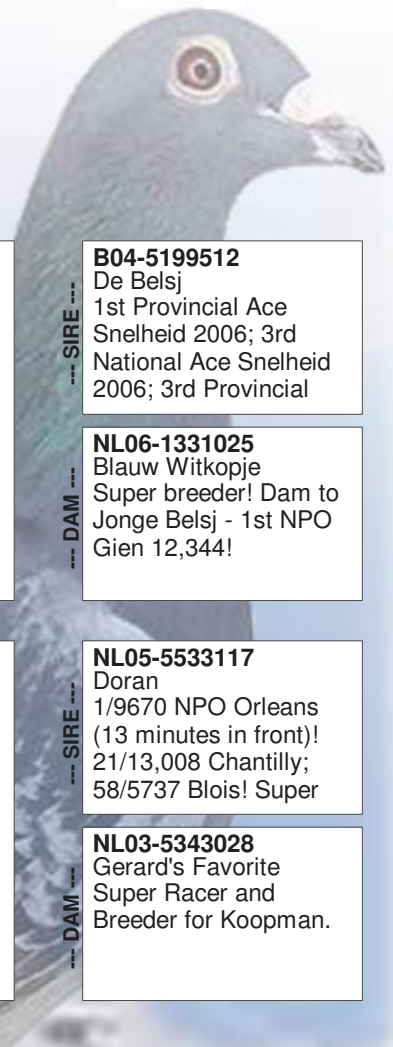 --- SIRE ---
B04-5199512
De Belsj
1st Provincial Ace
Snelheid 2006; 3rd
National Ace Snelheid
2006; 3rd Provincial
--- DAM ---
NL06-1331025
Blauw Witkopje
Super breeder! Dam to
Jonge Belsj - 1st NPO
Gien 12,344!
--- SIRE ---
NL05-5533117
Doran
1/9670 NPO Orleans
(13 minutes in front)!
21/13,008 Chantilly;
58/5737 Blois! Super
--- DAM ---
NL03-5343028
Gerard's Favorite
Super Racer and
Breeder for Koopman.